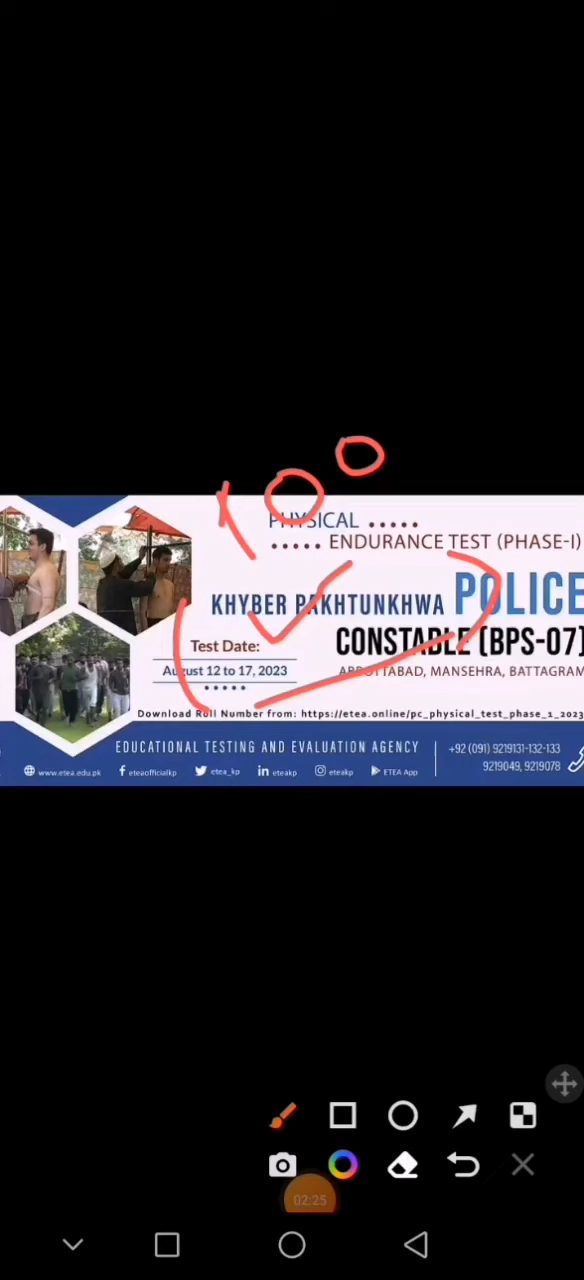 PHYSICAL .....
..... ENDURANCE TEST (PHASE-I)
KHYBER PAKHTUNKHWA POLICE
CONSTABLE (BPS-07)
Test Date:
August 12 to 17, 2023
ABBOTTABAD, MANSEHRA, BATTAGRAM
Download Roll Number from: https://etea.online/pc_physical_test_phase_1_2023
EDUCATIONAL TESTING AND EVALUATION AGENCY
+92 (091) 9219131-132-133
9219049, 9219078
www.etea.edu.pk eteaofficialkp etea_kp eteakp eteakp ETEA App
02:25